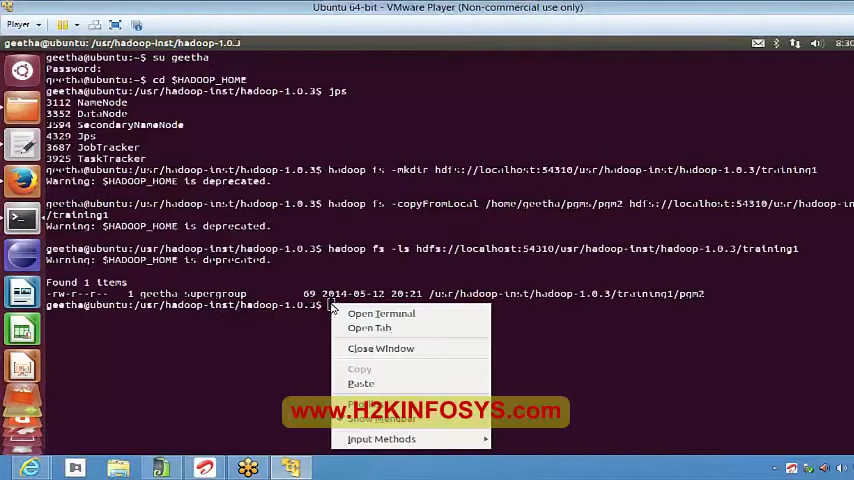 Ubuntu 64-bit - VMware Player (Non-commercial use only)
Player
geetha@ubuntu: /usr/hadoop-inst/hadoop-1.0.3
8:30
geetha@ubuntu:~$ su geetha
Password:
geetha@ubuntu:~$ cd $HADOOP_HOME
geetha@ubuntu:/usr/hadoop-inst/hadoop-1.0.3$ jps
3112 NameNode
3352 DataNode
3594 SecondaryNameNode
4329 Jps
3687 JobTracker
3925 TaskTracker
geetha@ubuntu:/usr/hadoop-inst/hadoop-1.0.3$ hadoop fs -mkdir hdfs://localhost:54310/usr/hadoop-inst/hadoop-1.0.3/training1
Warning: $HADOOP_HOME is deprecated.
geetha@ubuntu:/usr/hadoop-inst/hadoop-1.0.3$ hadoop fs -copyFromLocal /home/geetha/pgms/pgm2 hdfs://localhost:54310/usr/hadoop-inst/hadoop-1.0.3
/training1
Warning: $HADOOP_HOME is deprecated.
geetha@ubuntu:/usr/hadoop-inst/hadoop-1.0.3$ hadoop fs -ls hdfs://localhost:54310/usr/hadoop-inst/hadoop-1.0.3/training1
Warning: $HADOOP_HOME is deprecated.
Found 1 items
-rw-r--r-- 1 geetha supergroup 69 2014-05-12 20:21 /usr/hadoop-inst/hadoop-1.0.3/training1/pgm2
geetha@ubuntu:/usr/hadoop-inst/hadoop-1.0.3$
Open Terminal
Open Tab
Close Window
Copy
Paste
www.H2KINFOSYS.com
Show Menubar
Input Methods